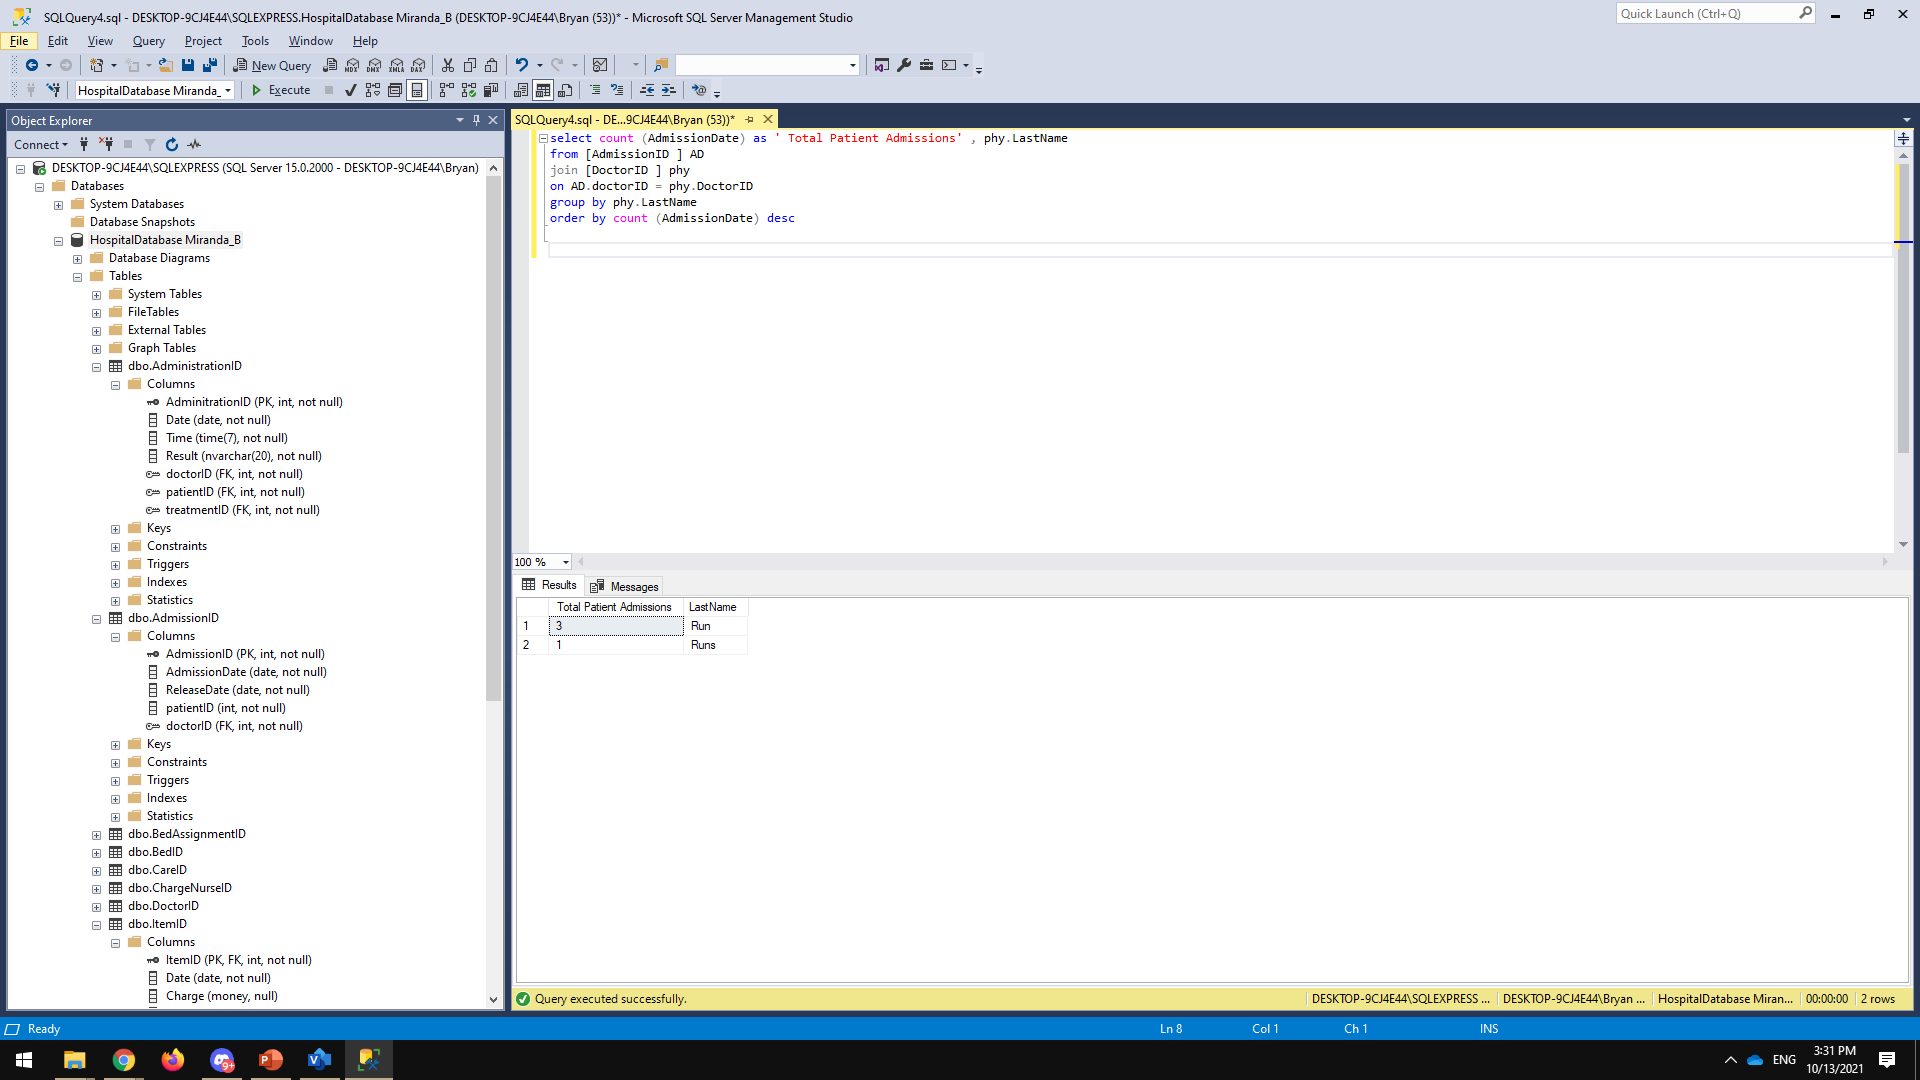 SQLQuery4.sql - DESKTOP-9CJ4E44\SQLEXPRESS.HospitalDatabase Miranda_B (DESKTOP-9CJ4E44\Bryan (53))* - Microsoft SQL Server Management Studio
Quick Launch (Ctrl+Q)
File Edit View Query Project Tools Window Help
New Query
MDX DMX XMLA DAX
HospitalDatabase Miranda_
Execute
Object Explorer
Connect
DESKTOP-9CJ4E44\SQLEXPRESS (SQL Server 15.0.2000 - DESKTOP-9CJ4E44\Bryan)
Databases
System Databases
Database Snapshots
HospitalDatabase Miranda_B
Database Diagrams
Tables
System Tables
FileTables
External Tables
Graph Tables
dbo.AdministrationID
Columns
AdminitrationID (PK, int, not null)
Date (date, not null)
Time (time(7), not null)
Result (nvarchar(20), not null)
doctorID (FK, int, not null)
patientID (FK, int, not null)
treatmentID (FK, int, not null)
Keys
Constraints
Triggers
Indexes
Statistics
dbo.AdmissionID
Columns
AdmissionID (PK, int, not null)
AdmissionDate (date, not null)
ReleaseDate (date, not null)
patientID (int, not null)
doctorID (FK, int, not null)
Keys
Constraints
Triggers
Indexes
Statistics
dbo.BedAssignmentID
dbo.BedID
dbo.CareID
dbo.ChargeNurseID
dbo.DoctorID
dbo.ItemID
Columns
ItemID (PK, FK, int, not null)
Date (date, not null)
Charge (money, null)
SQLQuery4.sql - DE...9CJ4E44\Bryan (53))*
select count (AdmissionDate) as ' Total Patient Admissions' , phy.LastName
from [AdmissionID ] AD
join [DoctorID ] phy
on AD.doctorID = phy.DoctorID
group by phy.LastName
order by count (AdmissionDate) desc
100 %
Results Messages
Total Patient Admissions LastName
1 3 Run
2 1 Runs
Query executed successfully.
DESKTOP-9CJ4E44\SQLEXPRESS ... DESKTOP-9CJ4E44\Bryan ... HospitalDatabase Miran... 00:00:00 2 rows
Ready
Ln 8 Col 1 Ch 1 INS
9+
ENG
3:31 PM
10/13/2021